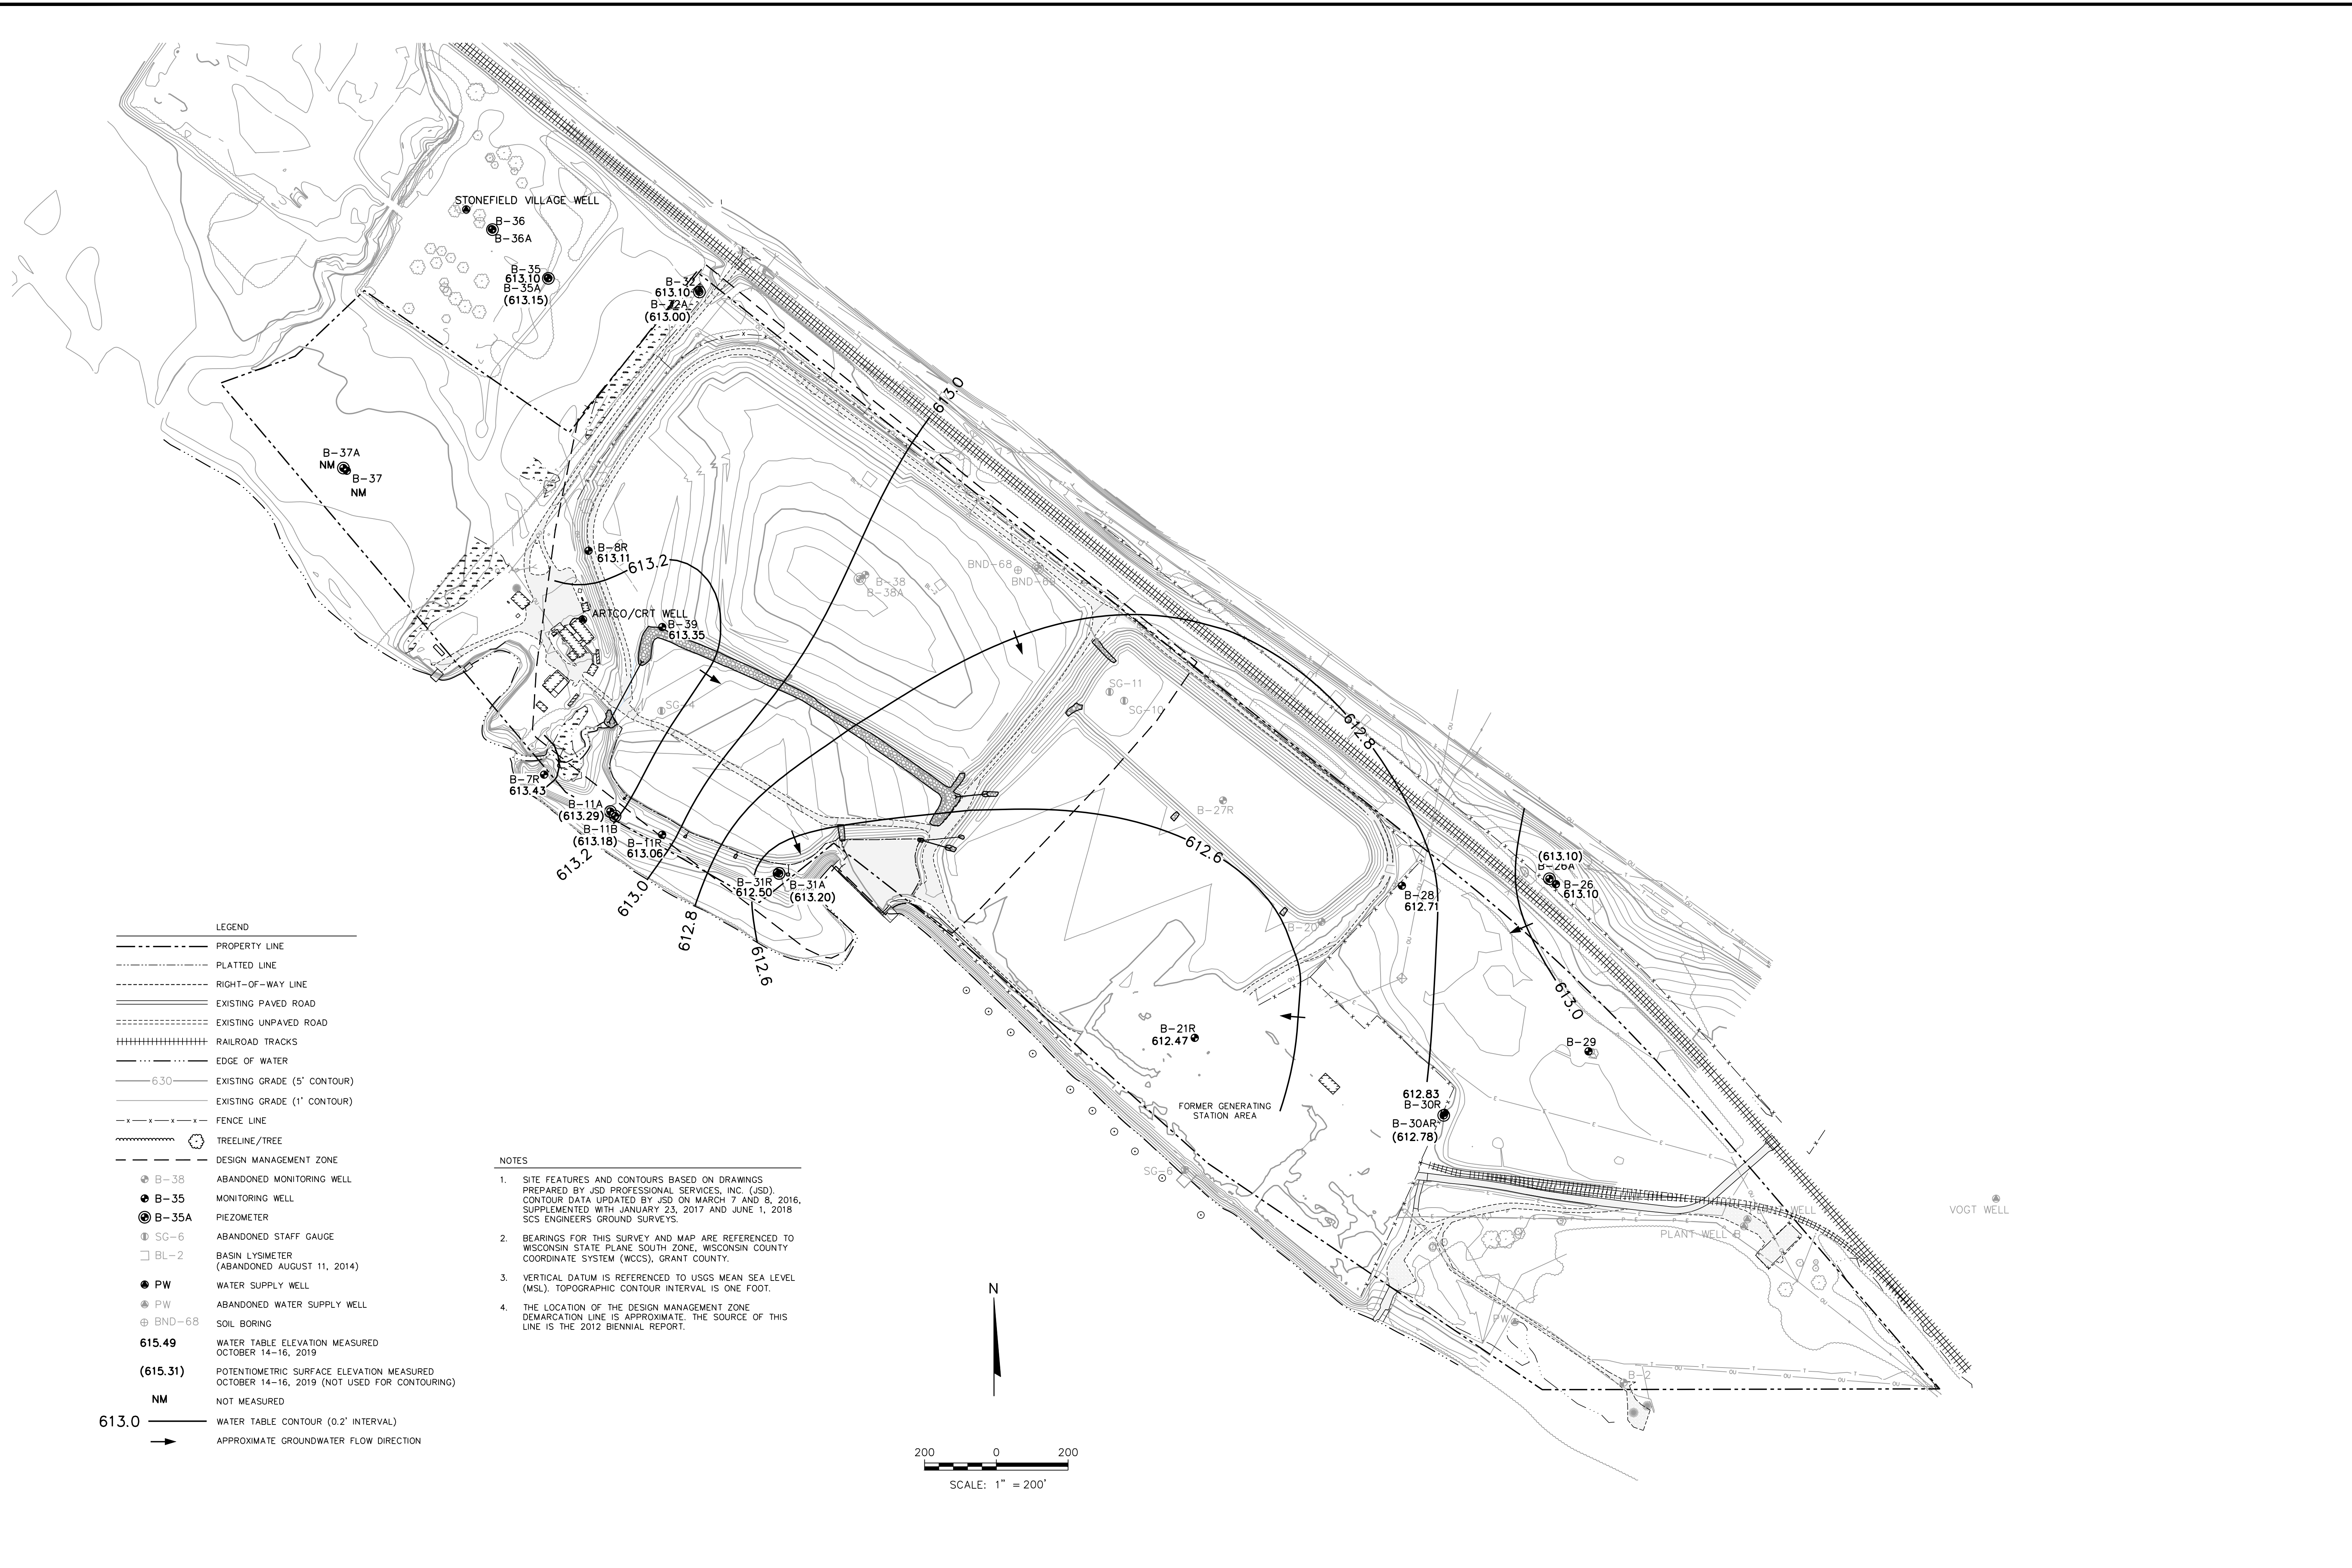 STONEFIELD VILLAGE WELL
B-36
B-36A
B-35
613.10
B-35A
(613.15)
B-32
613.10
B-32A
(613.00)
613.0
B-37A
NM
B-37
NM
B-8R
613.11
613.2
BND-68
B-38
B-38A
ARTCO/CRT WELL
B-39
613.35
SG-11
SG-10
SG-4
612.8
B-7R
613.43
B-11A
(613.29)
B-11B
(613.18)
B-11R
613.06
B-27R
612.6
613.2
613.0
612.8
612.6
B-31R
612.50
B-31A
(613.20)
(613.10)
B-26A
B-26
613.10
B-28
612.71
B-20
613.0
B-21R
612.47
B-29
FORMER GENERATING
STATION AREA
612.83
B-30R
B-30AR
(612.78)
SG-6
WELL
PLANT WELL
VOGT WELL
PW
B-2
LEGEND
PROPERTY LINE
PLATTED LINE
RIGHT-OF-WAY LINE
EXISTING PAVED ROAD
EXISTING UNPAVED ROAD
RAILROAD TRACKS
EDGE OF WATER
630 EXISTING GRADE (5' CONTOUR)
EXISTING GRADE (1' CONTOUR)
x x x x FENCE LINE
TREELINE/TREE
DESIGN MANAGEMENT ZONE
B-38 ABANDONED MONITORING WELL
B-35 MONITORING WELL
B-35A PIEZOMETER
SG-6 ABANDONED STAFF GAUGE
BL-2 BASIN LYSIMETER
(ABANDONED AUGUST 11, 2014)
PW WATER SUPPLY WELL
PW ABANDONED WATER SUPPLY WELL
BND-68 SOIL BORING
615.49 WATER TABLE ELEVATION MEASURED
OCTOBER 14-16, 2019
(615.31) POTENTIOMETRIC SURFACE ELEVATION MEASURED
OCTOBER 14-16, 2019 (NOT USED FOR CONTOURING)
NM NOT MEASURED
613.0 WATER TABLE CONTOUR (0.2' INTERVAL)
APPROXIMATE GROUNDWATER FLOW DIRECTION
NOTES
1. SITE FEATURES AND CONTOURS BASED ON DRAWINGS
PREPARED BY JSD PROFESSIONAL SERVICES, INC. (JSD).
CONTOUR DATA UPDATED BY JSD ON MARCH 7 AND 8, 2016,
SUPPLEMENTED WITH JANUARY 23, 2017 AND JUNE 1, 2018
SCS ENGINEERS GROUND SURVEYS.
2. BEARINGS FOR THIS SURVEY AND MAP ARE REFERENCED TO
WISCONSIN STATE PLANE SOUTH ZONE, WISCONSIN COUNTY
COORDINATE SYSTEM (WCCS), GRANT COUNTY.
3. VERTICAL DATUM IS REFERENCED TO USGS MEAN SEA LEVEL
(MSL). TOPOGRAPHIC CONTOUR INTERVAL IS ONE FOOT.
4. THE LOCATION OF THE DESIGN MANAGEMENT ZONE
DEMARCATION LINE IS APPROXIMATE. THE SOURCE OF THIS
LINE IS THE 2012 BIENNIAL REPORT.
N
200 0 200
SCALE: 1" = 200'